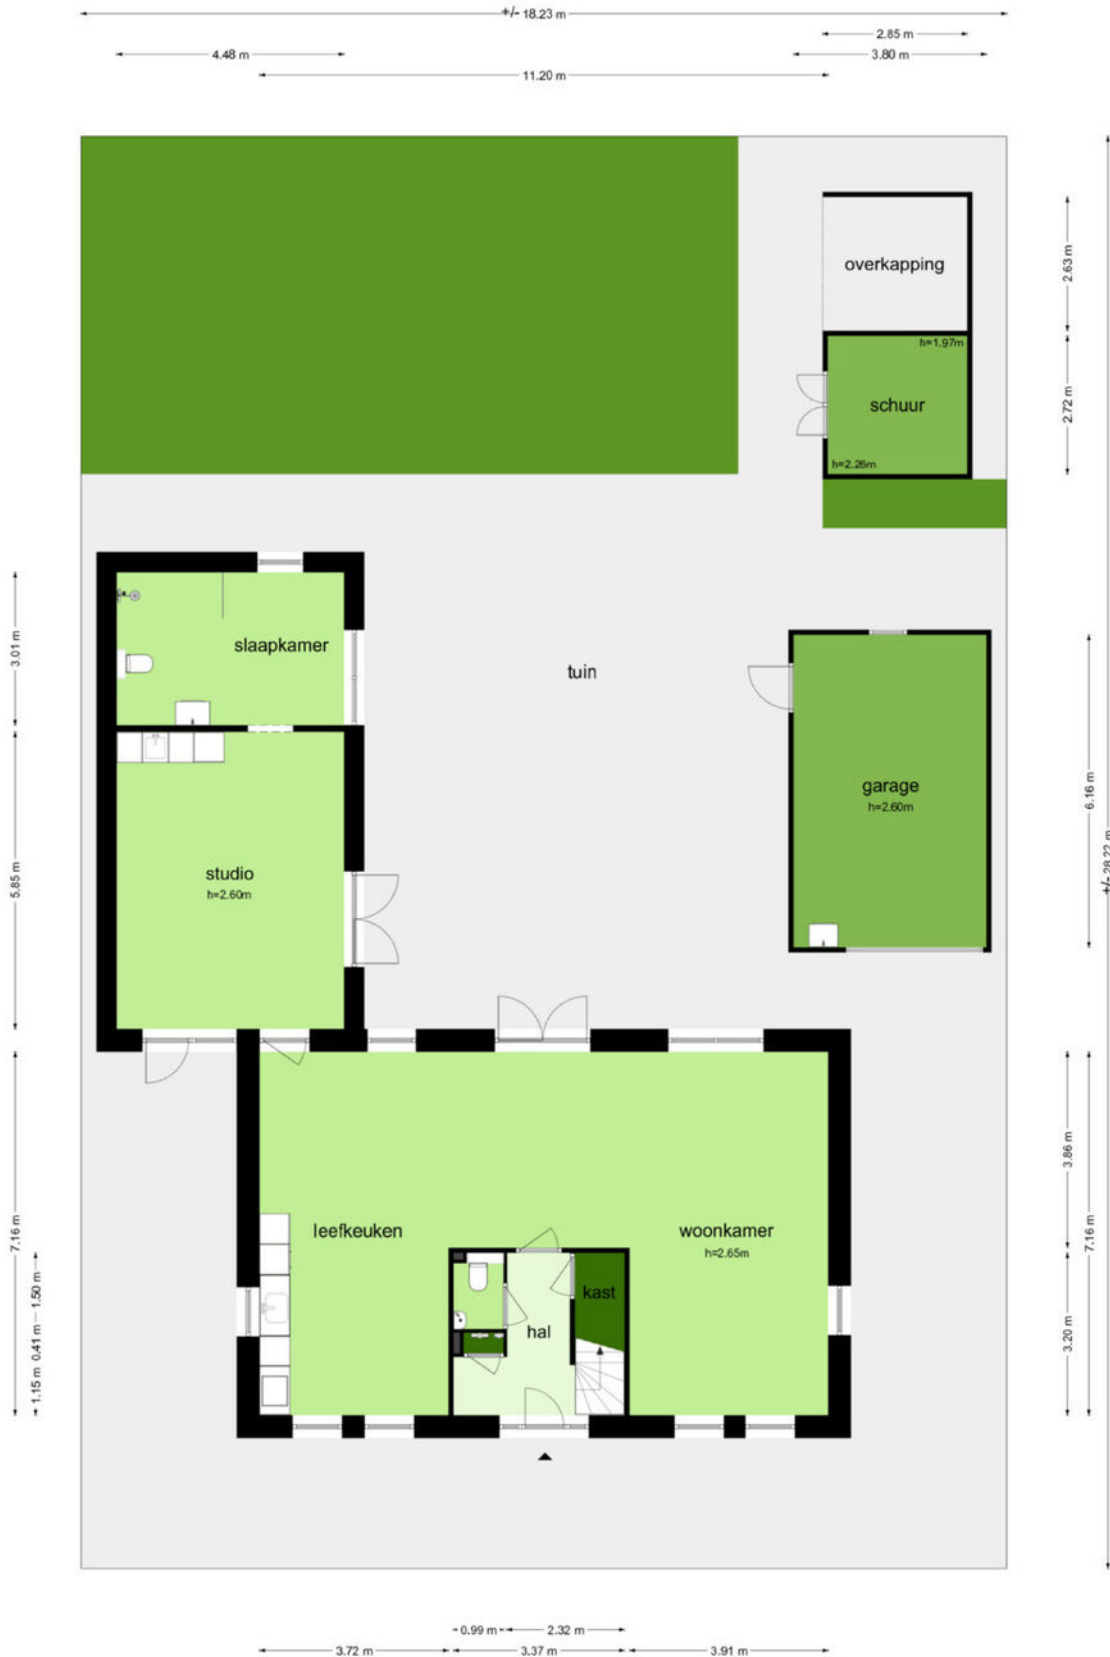 +/- 18.23 m
2.85 m
4.48 m
3.80 m
11.20 m
overkapping
2.63 m
h=1.97m
schuur
2.72 m
h=2.26m
3.01 m
slaapkamer
tuin
garage
h=2.60m
6.16 m
+/- 28.22 m
studio
h=2.60m
5.85 m
leefkeuken
woonkamer
h=2.65m
3.86 m
7.16 m
7.16 m
kast
hal
1.50 m
0.41 m
1.15 m
3.20 m
0.99 m
2.32 m
3.72 m
3.37 m
3.91 m